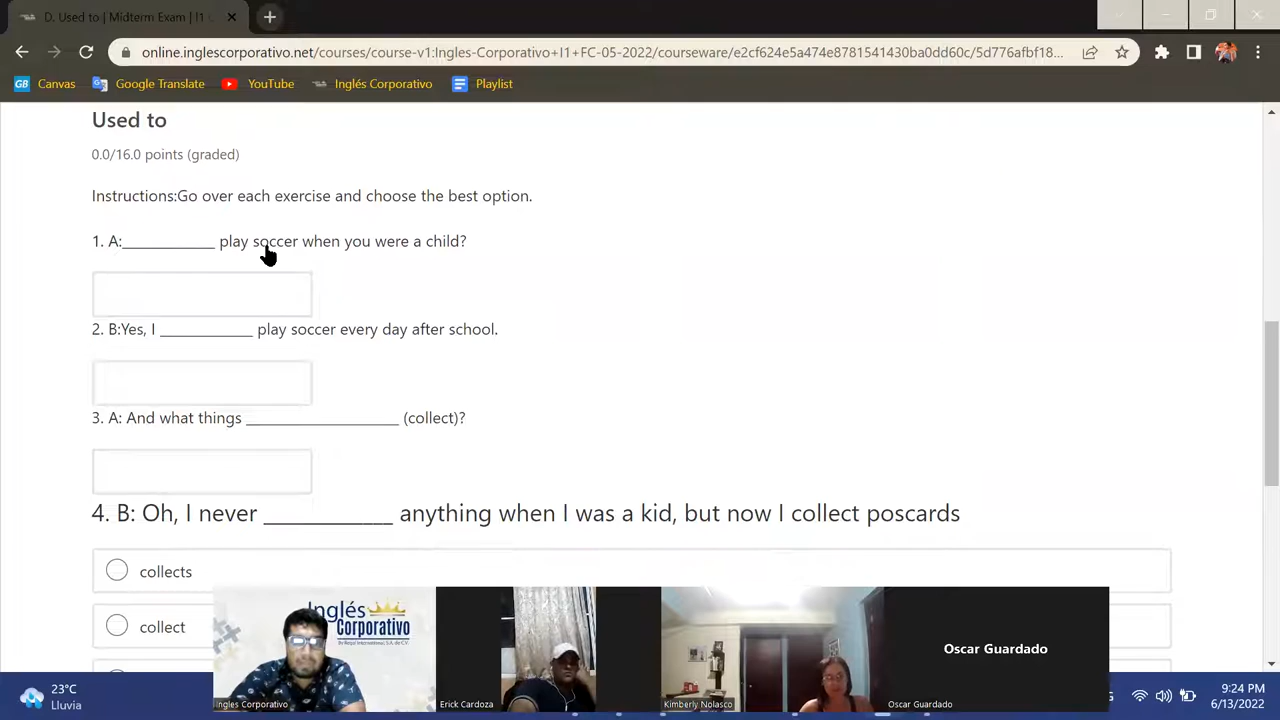 D. Used to | Midterm Exam | I1 (
online.inglescorporativo.net/courses/course-v1:Ingles-Corporativo+I1+FC-05-2022/courseware/e2cf624e5a474e8781541430ba0dd60c/5d776afbf18...
GB Canvas Google Translate YouTube Inglés Corporativo Playlist
Used to
0.0/16.0 points (graded)
Instructions:Go over each exercise and choose the best option.
1. A:____________ play soccer when you were a child?
2. B:Yes, I ____________ play soccer every day after school.
3. A: And what things ____________________ (collect)?
4. B: Oh, I never ____________ anything when I was a kid, but now I collect poscards
collects
collect
Inglés
Corporativo
Ingles Corporativo
Erick Cardoza
Kimberly Nolasco
Oscar Guardado
Oscar Guardado
23°C
Lluvia
9:24 PM
6/13/2022